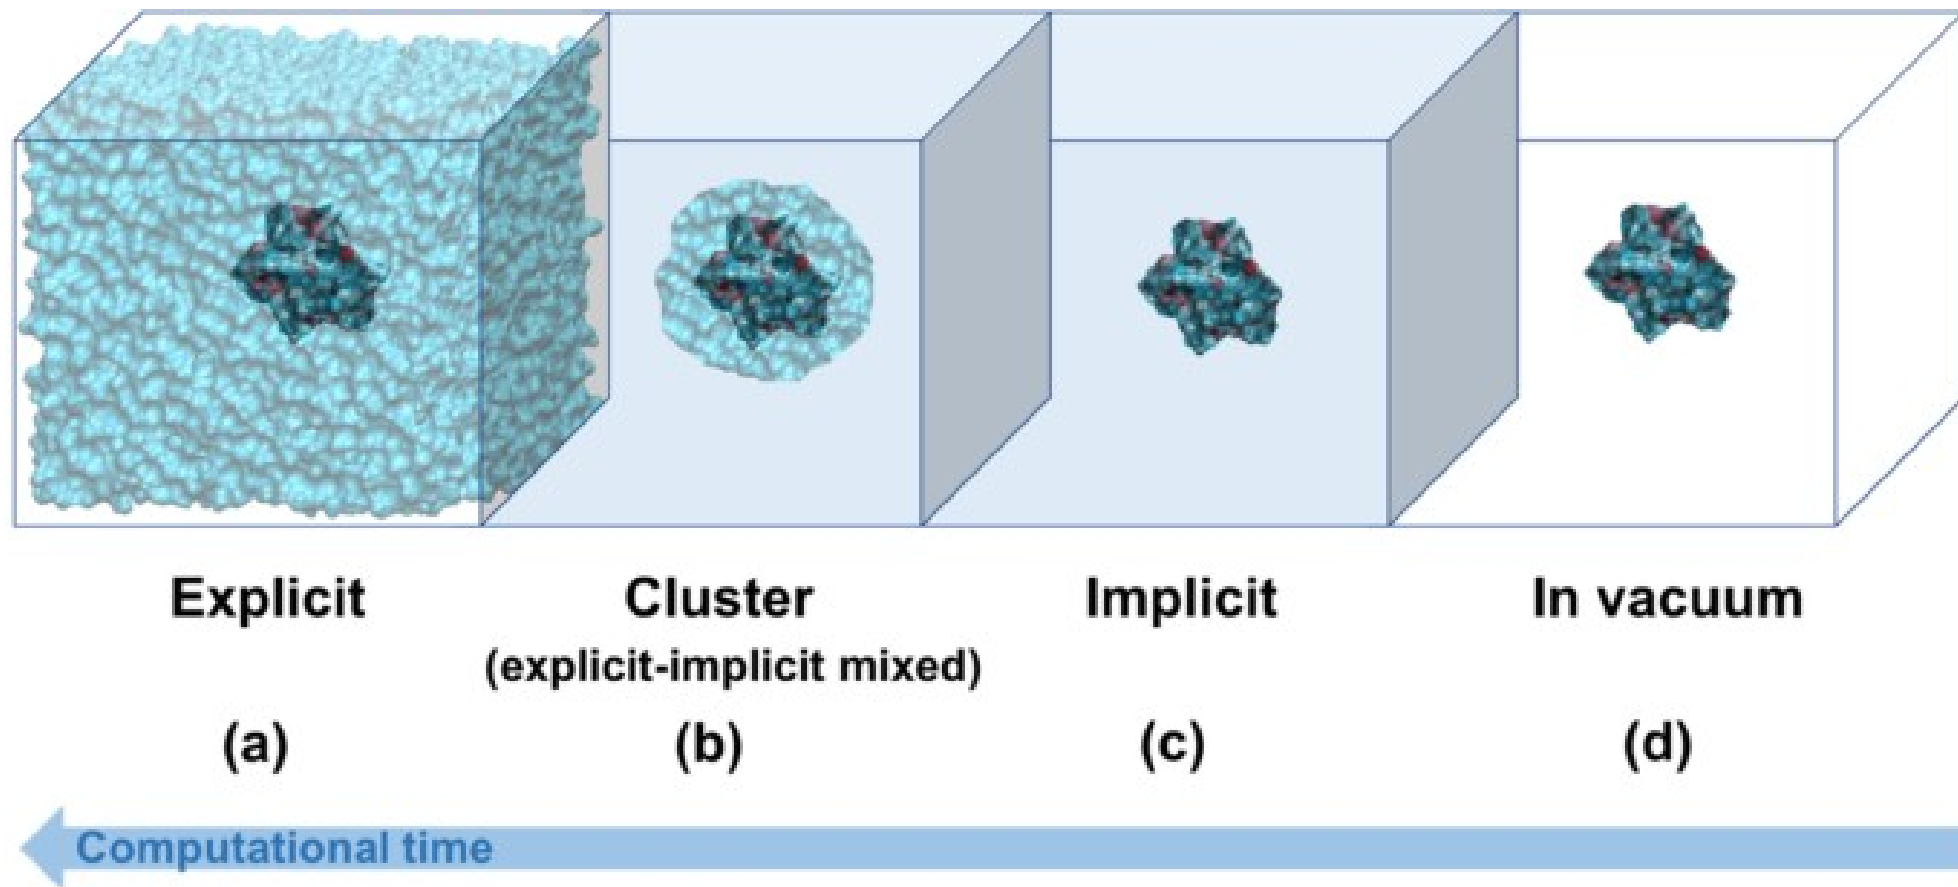 Explicit
Cluster
Implicit
In vacuum
(explicit-implicit mixed)
(a)
(b)
(c)
(d)
Computational time